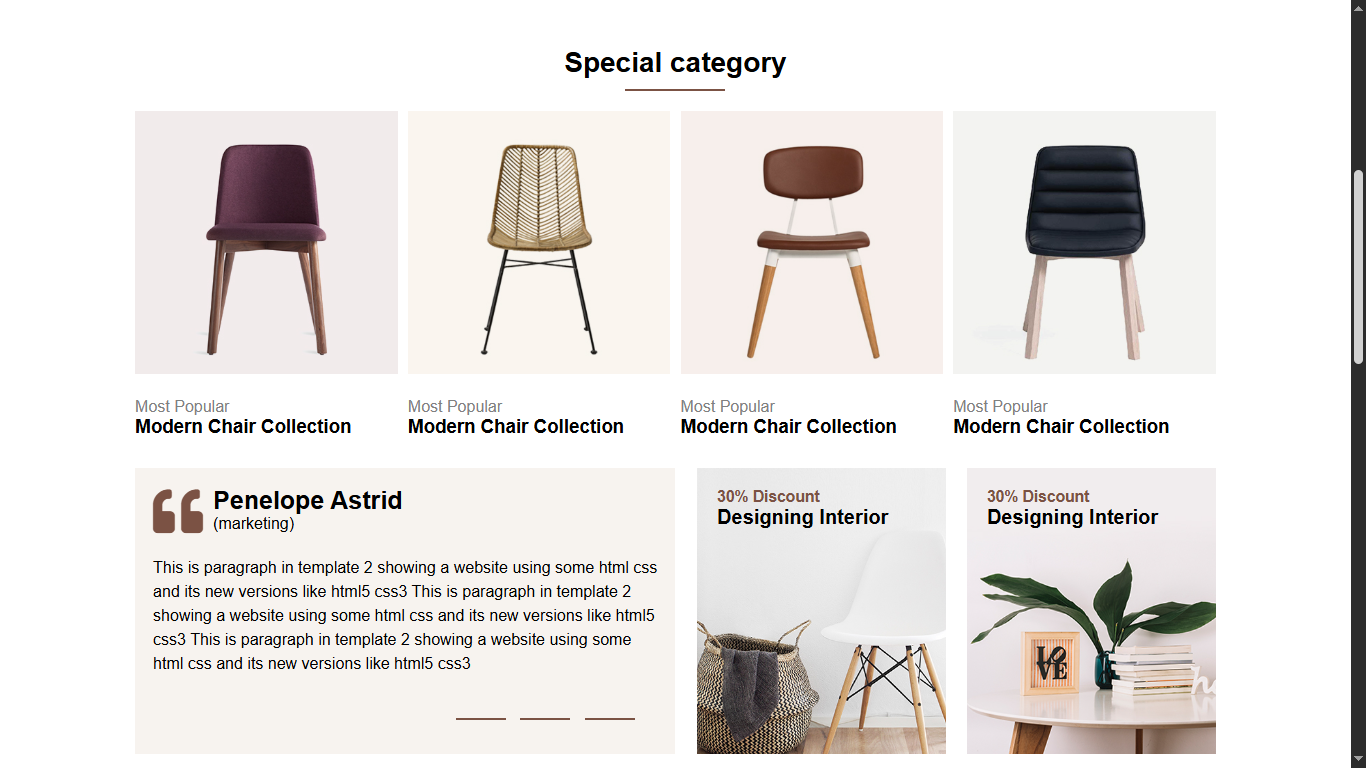 Special category
Most Popular
Modern Chair Collection
Most Popular
Modern Chair Collection
Most Popular
Modern Chair Collection
Most Popular
Modern Chair Collection
Penelope Astrid
(marketing)
This is paragraph in template 2 showing a website using some html css
and its new versions like html5 css3 This is paragraph in template 2
showing a website using some html css and its new versions like html5
css3 This is paragraph in template 2 showing a website using some
html css and its new versions like html5 css3
30% Discount
Designing Interior
30% Discount
Designing Interior
LO
VE